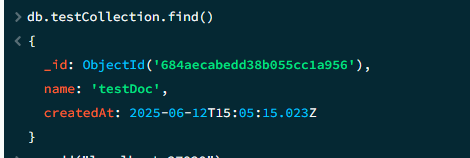 > db.testCollection.find()
< {
_id: ObjectId('684aecabedd38b055cc1a956'),
name: 'testDoc',
createdAt: 2025-06-12T15:05:15.023Z
}